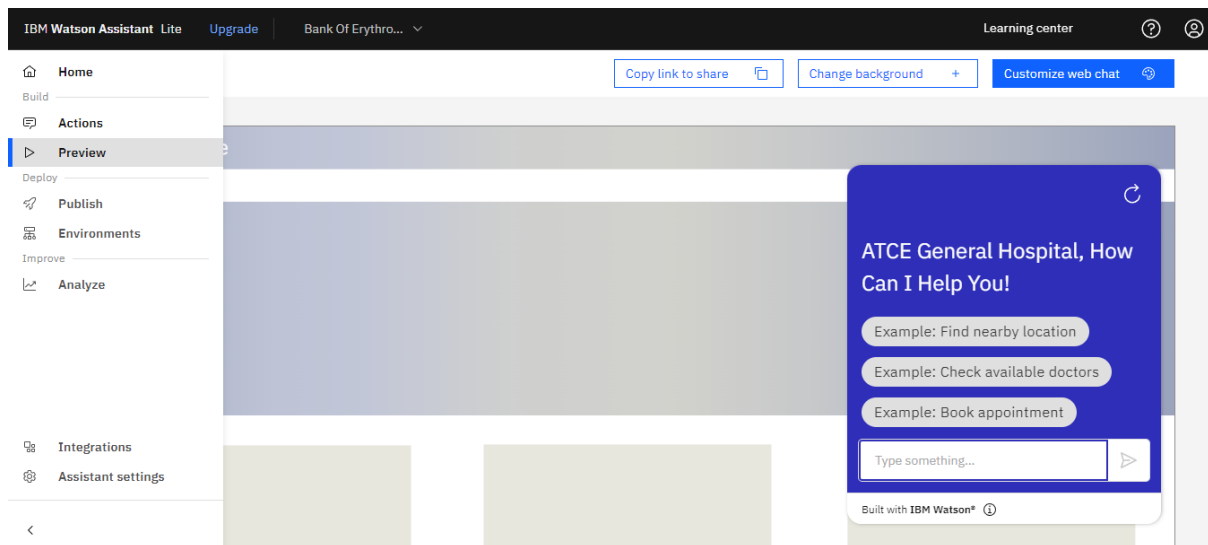 IBM Watson Assistant Lite Upgrade Bank Of Erythro... Learning center
Home
Build
Actions
Preview
Deploy
Publish
Environments
Improve
Analyze
Integrations
Assistant settings
Copy link to share Change background + Customize web chat
e
ATCE General Hospital, How
Can I Help You!
Example: Find nearby location
Example: Check available doctors
Example: Book appointment
Type something...
Built with IBM Watson®